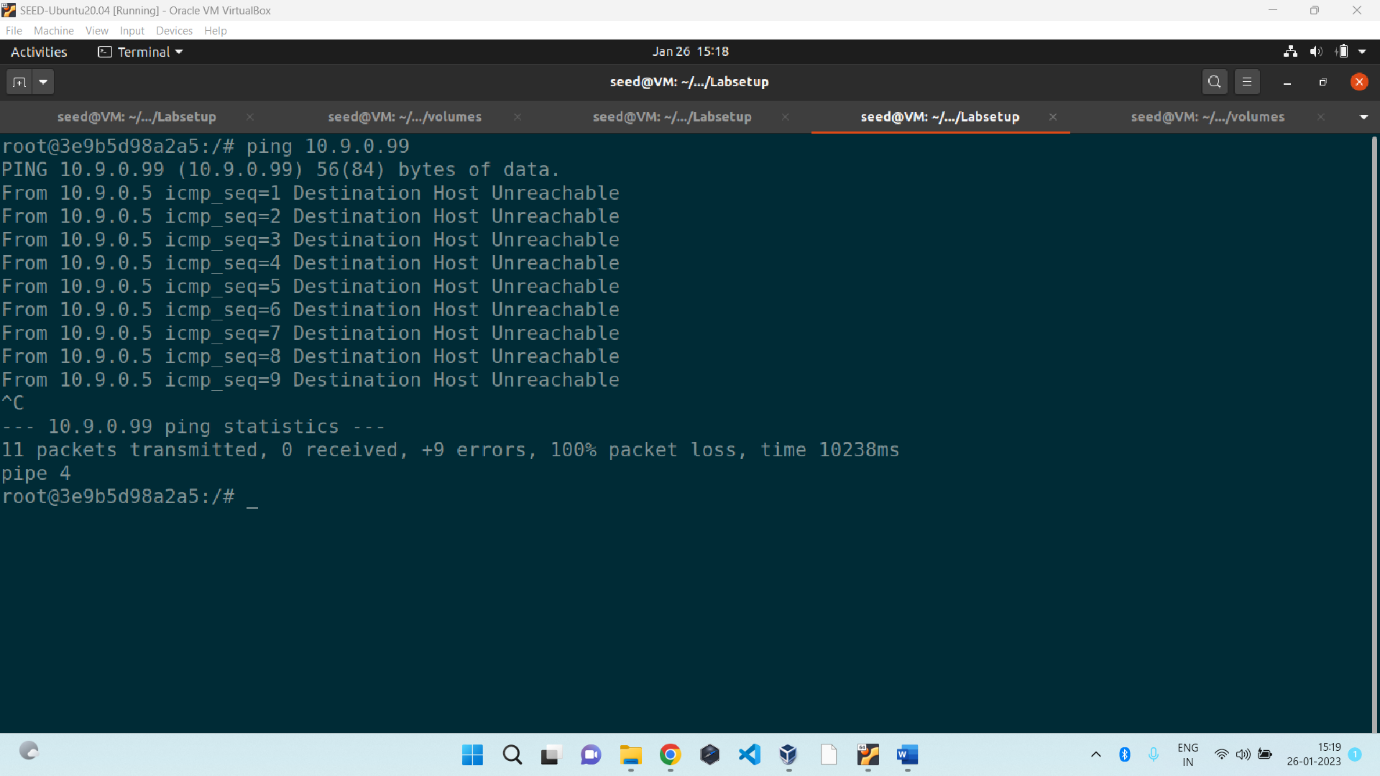 SEED-Ubuntu20.04 [Running] - Oracle VM VirtualBox
File Machine View Input Devices Help
Activities Terminal Jan 26 15:18
seed@VM: ~/.../Labsetup
seed@VM: ~/.../Labsetup seed@VM: ~/.../volumes seed@VM: ~/.../Labsetup seed@VM: ~/.../Labsetup seed@VM: ~/.../volumes
root@3e9b5d98a2a5:/# ping 10.9.0.99
PING 10.9.0.99 (10.9.0.99) 56(84) bytes of data.
From 10.9.0.5 icmp_seq=1 Destination Host Unreachable
From 10.9.0.5 icmp_seq=2 Destination Host Unreachable
From 10.9.0.5 icmp_seq=3 Destination Host Unreachable
From 10.9.0.5 icmp_seq=4 Destination Host Unreachable
From 10.9.0.5 icmp_seq=5 Destination Host Unreachable
From 10.9.0.5 icmp_seq=6 Destination Host Unreachable
From 10.9.0.5 icmp_seq=7 Destination Host Unreachable
From 10.9.0.5 icmp_seq=8 Destination Host Unreachable
From 10.9.0.5 icmp_seq=9 Destination Host Unreachable
^C
--- 10.9.0.99 ping statistics ---
11 packets transmitted, 0 received, +9 errors, 100% packet loss, time 10238ms
pipe 4
root@3e9b5d98a2a5:/# _
ENG 15:19
IN 26-01-2023 1